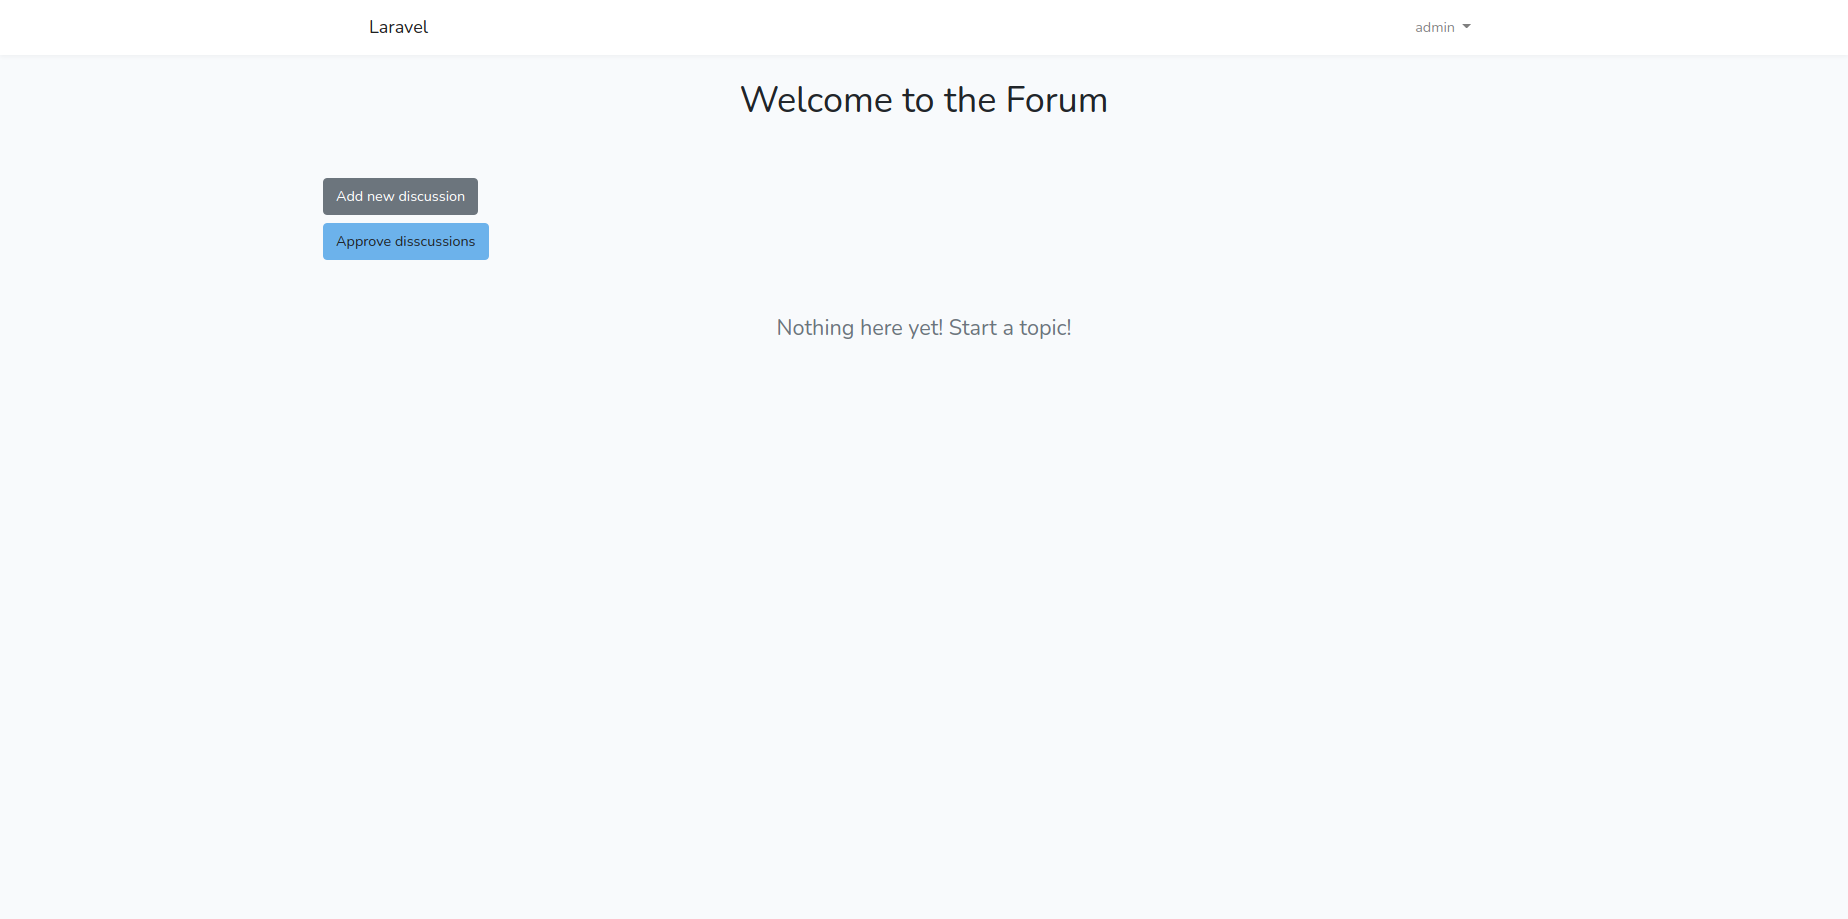 Laravel
admin
Welcome to the Forum
Add new discussion
Approve disscussions
Nothing here yet! Start a topic!